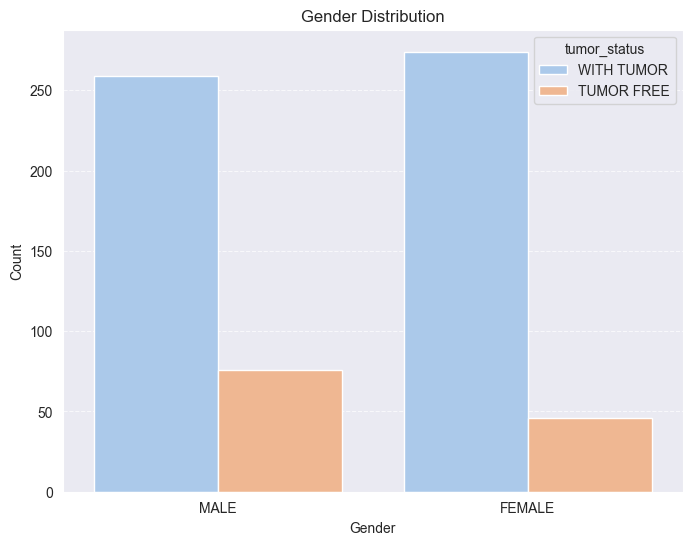 Gender Distribution
tumor_status
WITH TUMOR
TUMOR FREE
250
200
150
100
50
0
Count
MALE
FEMALE
Gender